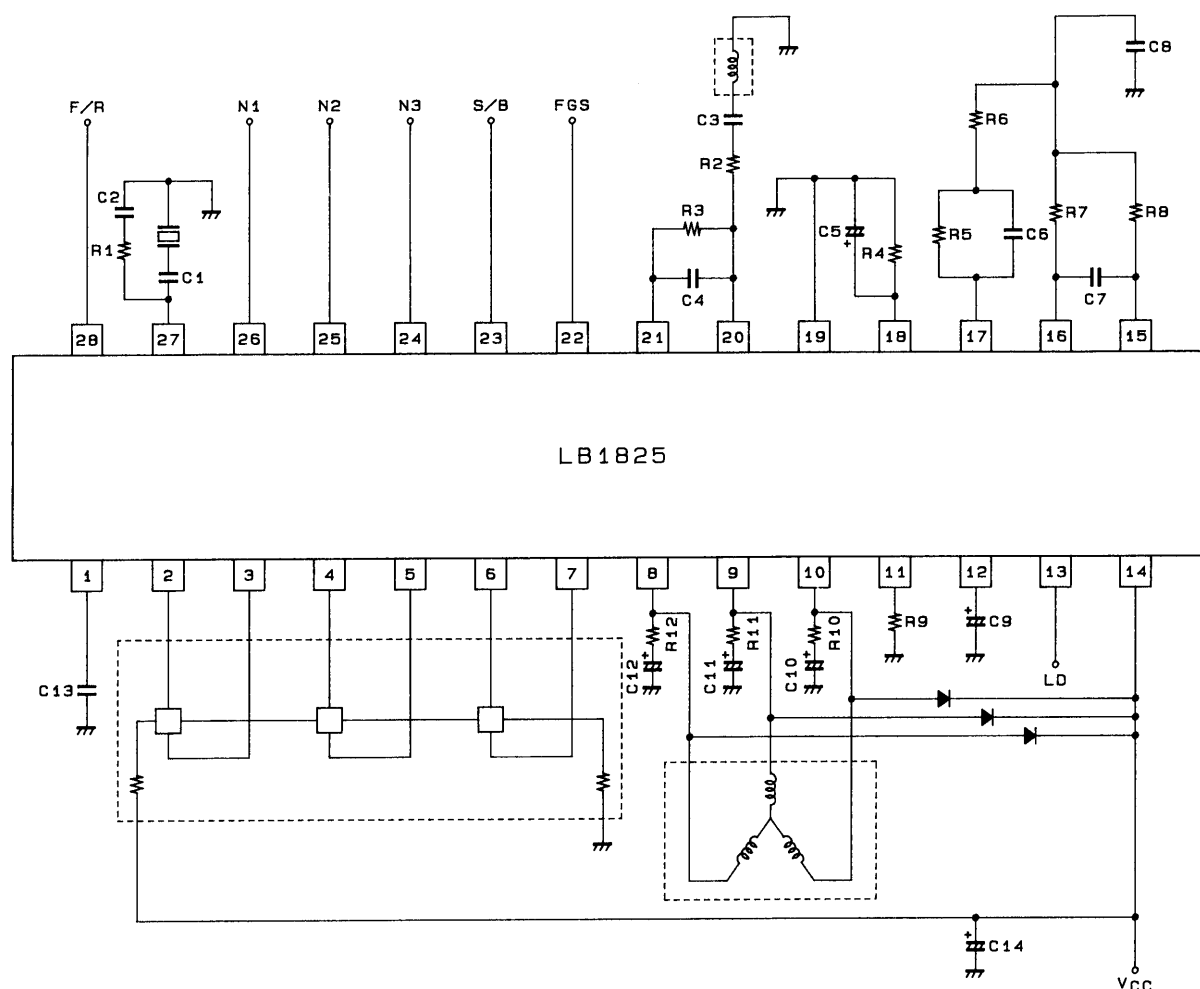 C8
F/R N1 N2 N3 S/B FGS C3 R6
R2
C2
R3 R7 R8
R1 C5 R4 R5 C6
C1
C4 C7
28 27 26 25 24 23 22 21 20 19 18 17 16 15
LB1825
1 2 3 4 5 6 7 8 9 10 11 12 13 14
R12 R11 R10 R9 C9
C13 C12 C11 C10 LD
C14
VCC